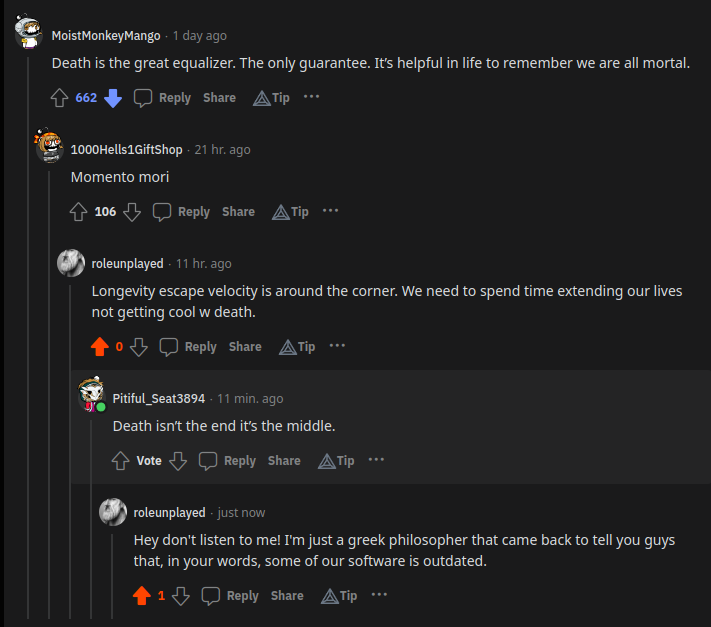 MoistMonkeyMango · 1 day ago
Death is the great equalizer. The only guarantee. It's helpful in life to remember we are all mortal.
662 Reply Share Tip ···
1000Hells1GiftShop · 21 hr. ago
Momento mori
106 Reply Share Tip ···
roleunplayed · 11 hr. ago
Longevity escape velocity is around the corner. We need to spend time extending our lives
not getting cool w death.
0 Reply Share Tip ···
Pitiful_Seat3894 · 11 min. ago
Death isn't the end it's the middle.
Vote Reply Share Tip ···
roleunplayed · just now
Hey don't listen to me! I'm just a greek philosopher that came back to tell you guys
that, in your words, some of our software is outdated.
1 Reply Share Tip ···